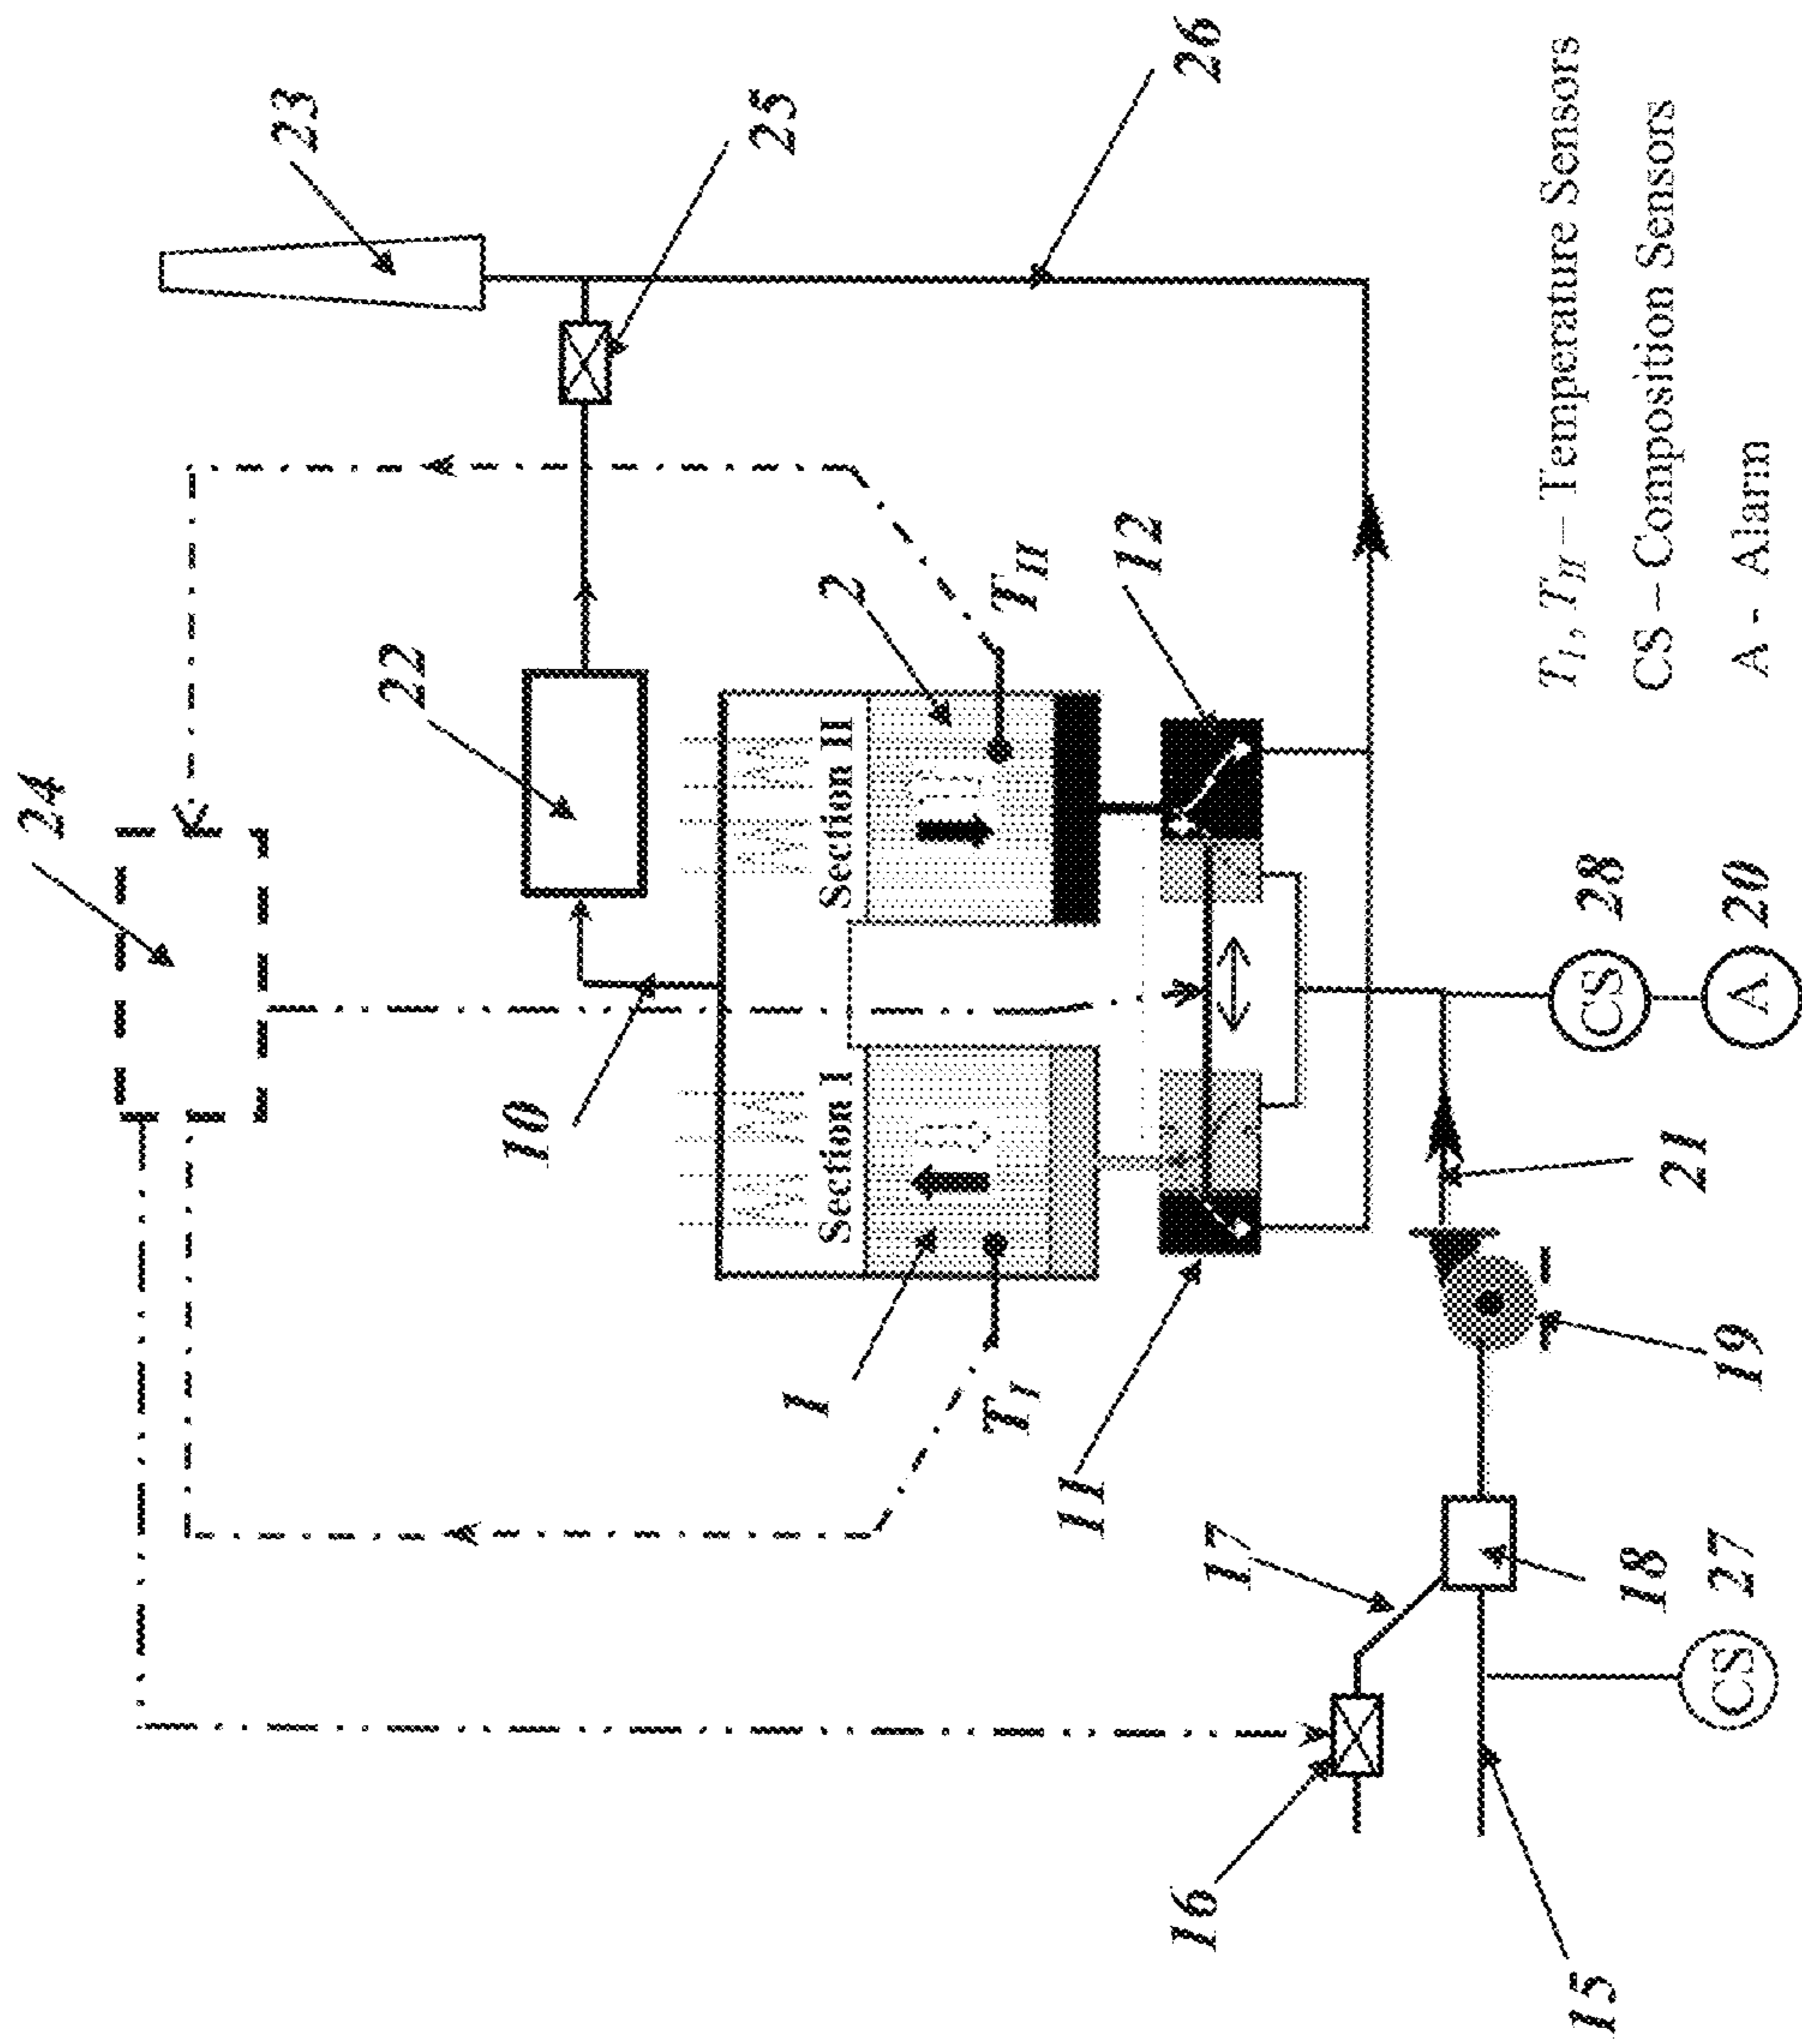 24
23
22
25
26
10
Section I
Section II
1
2
T_I
T_II
11
12
16
17
15
18
CS 27
19
21
CS 28
A 20
T_I, T_II – Temperature Sensors
CS – Composition Sensors
A - Alarm